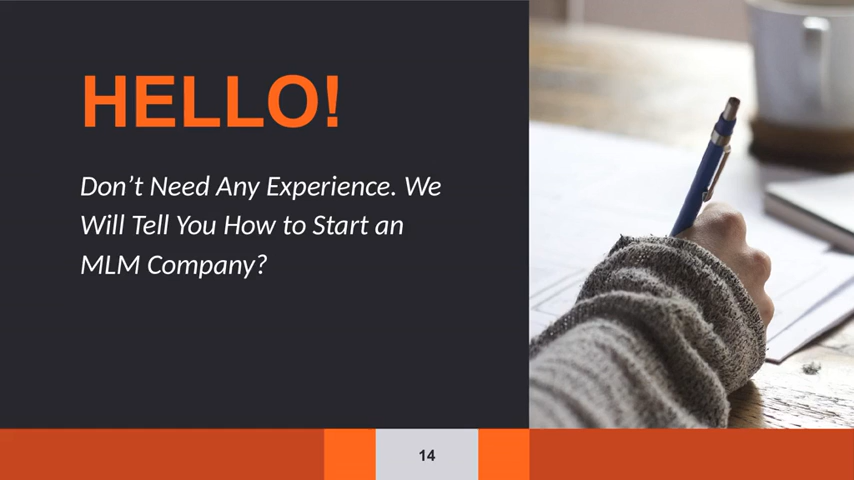 HELLO!
Don’t Need Any Experience. We
Will Tell You How to Start an
MLM Company?
14